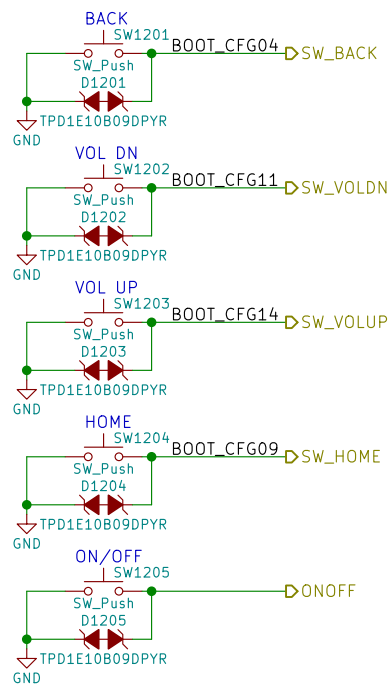 BACK
SW1201
BOOT_CFG04
SW_BACK
SW_Push
D1201
TPD1E10B09DPYR
GND
VOL DN
SW1202
BOOT_CFG11
SW_VOLDN
SW_Push
D1202
TPD1E10B09DPYR
GND
VOL UP
SW1203
BOOT_CFG14
SW_VOLUP
SW_Push
D1203
TPD1E10B09DPYR
GND
HOME
SW1204
BOOT_CFG09
SW_HOME
SW_Push
D1204
TPD1E10B09DPYR
GND
ON/OFF
SW1205
ONOFF
SW_Push
D1205
TPD1E10B09DPYR
GND